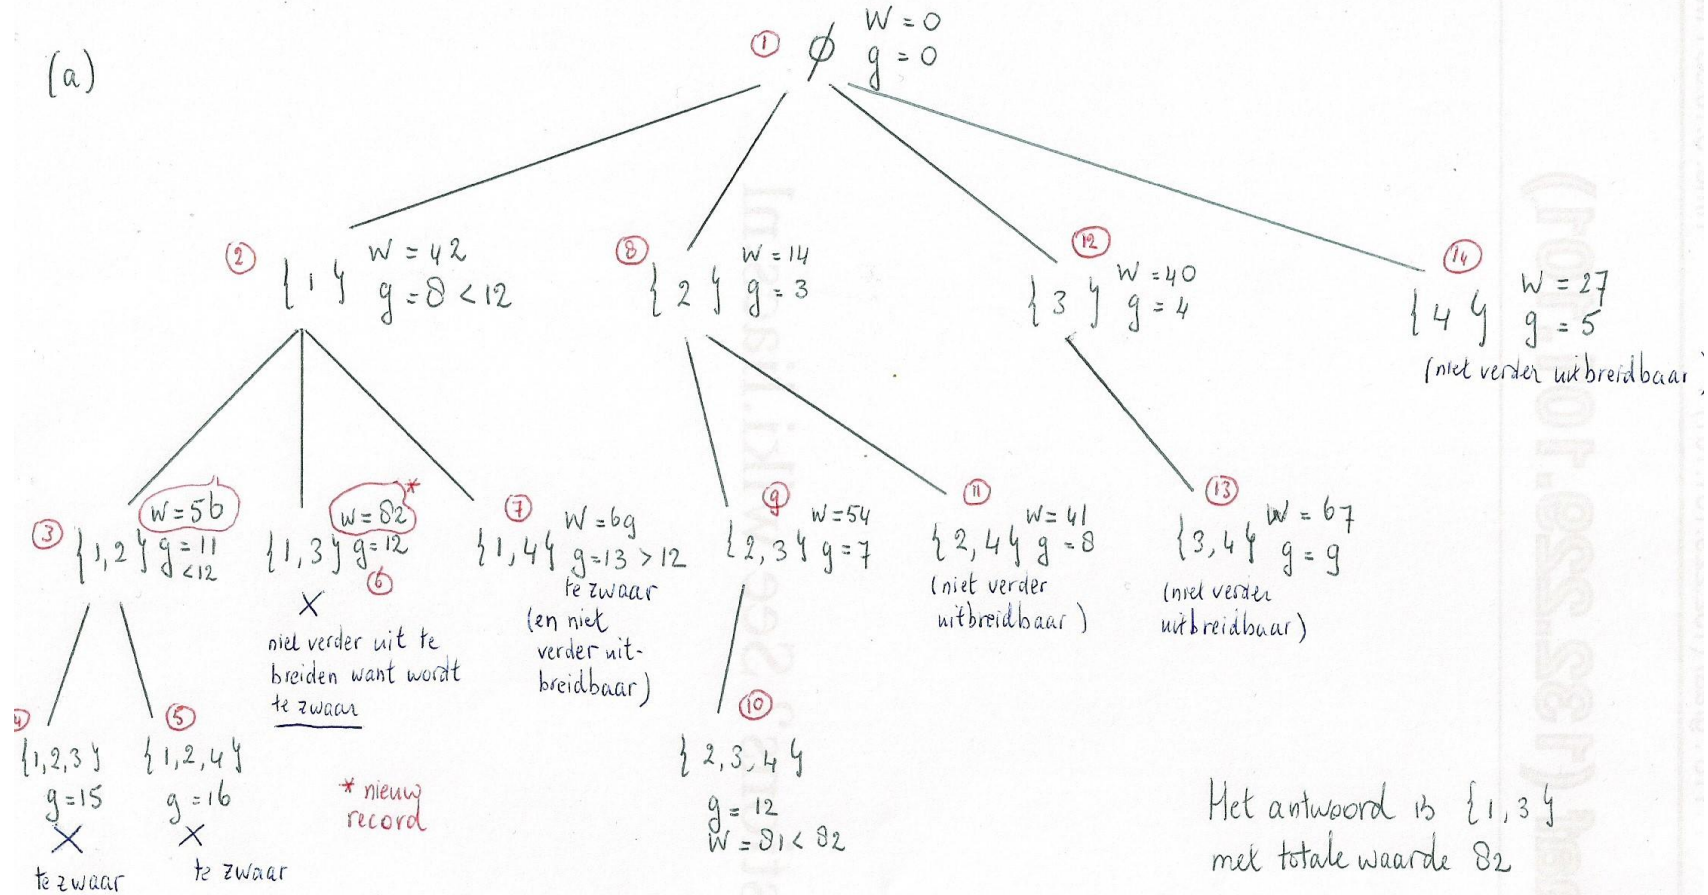 (a)
① ∅ W = 0
g = 0
② {1} W = 42
g = 8 < 12
⑧ {2} W = 14
g = 3
⑫ {3} W = 40
g = 4
⑭ {4} W = 27
g = 5
(niet verder uitbreidbaar)
③ {1,2} W = 56
g = 11
< 12
{1,3} W = 82 *
g = 12
⑥
X
niet verder uit te
breiden want wordt
te zwaar
⑦ {1,4} W = 69
g = 13 > 12
te zwaar
(en niet
verder uit-
breidbaar)
⑨ {2,3} W = 54
g = 7
⑪ {2,4} W = 41
g = 8
(niet verder
uitbreidbaar)
⑬ {3,4} W = 67
g = 9
(niet verder
uitbreidbaar)
④ {1,2,3}
g = 15
X
te zwaar
⑤ {1,2,4}
g = 16
X
te zwaar
* nieuw
record
⑩
{2,3,4}
g = 12
W = 81 < 82
Het antwoord is {1,3}
met totale waarde 82